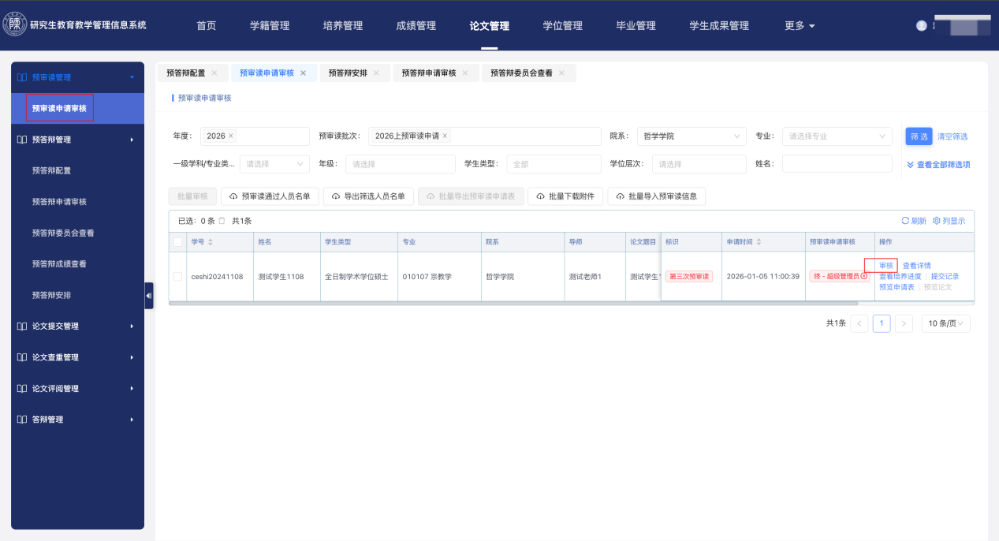 研究生教育教学管理信息系统 首页 学籍管理 培养管理 成绩管理 论文管理 学位管理 毕业管理 学生成果管理 更多
预审读管理
预审读申请审核
预答辩管理
预答辩配置
预答辩申请审核
预答辩委员会查看
预答辩成绩查看
预答辩安排
论文提交管理
论文查重管理
论文评阅管理
答辩管理
预答辩配置 × 预审读申请审核 × 预答辩安排 × 预答辩申请审核 × 预答辩委员会查看 ×
预审读申请审核
年度： 2026 × 预审读批次： 2026上预审读申请 × 院系： 哲学学院 专业： 请选择专业 筛 选 清空筛选
一级学科/专业类... 请选择 年级： 请选择 学生类型： 全部 学位层次： 请选择 姓名： 查看全部筛选项
批量审核 预审读通过人员名单 导出筛选人员名单 批量导出预审读申请表 批量下载附件 批量导入预审读信息
已选： 0 条 共1条 刷新 列显示
学号 姓名 学生类型 专业 院系 导师 论文题目 标识 申请时间 预审读申请审核 操作
ceshi20241108 测试学生1108 全日制学术学位硕士 010107 宗教学 哲学学院 测试老师1 测试学生 第三次预审读 2026-01-05 11:00:39 终 - 超级管理员 审核 查看详情
查看培养进度 提交记录
预览申请表 预览论文
共1条 < 1 > 10 条/页